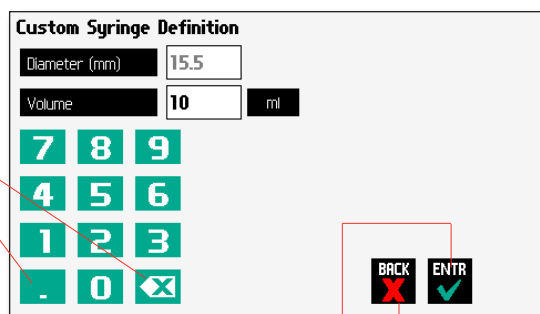 Custom Syringe Definition
Diameter (mm) 15.5
Volume 10 ml
7 8 9
4 5 6
1 2 3
. 0 X
BACK ENTR